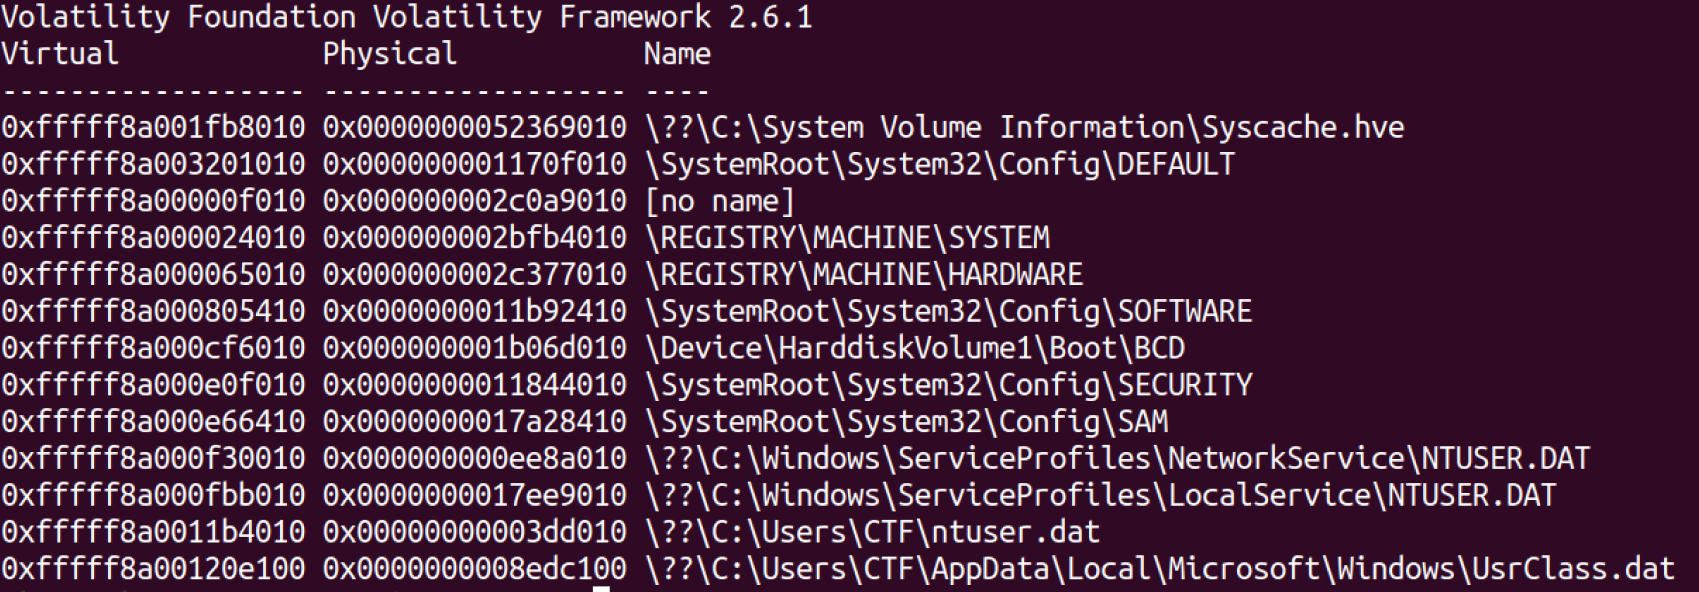 Volatility Foundation Volatility Framework 2.6.1
Virtual            Physical           Name
------------------ ------------------ ----
0xfffff8a001fb8010 0x0000000052369010 \??\C:\System Volume Information\Syscache.hve
0xfffff8a003201010 0x000000001170f010 \SystemRoot\System32\Config\DEFAULT
0xfffff8a00000f010 0x000000002c0a9010 [no name]
0xfffff8a000024010 0x000000002bfb4010 \REGISTRY\MACHINE\SYSTEM
0xfffff8a000065010 0x000000002c377010 \REGISTRY\MACHINE\HARDWARE
0xfffff8a000805410 0x0000000011b92410 \SystemRoot\System32\Config\SOFTWARE
0xfffff8a000cf6010 0x000000001b06d010 \Device\HarddiskVolume1\Boot\BCD
0xfffff8a000e0f010 0x0000000011844010 \SystemRoot\System32\Config\SECURITY
0xfffff8a000e66410 0x0000000017a28410 \SystemRoot\System32\Config\SAM
0xfffff8a000f30010 0x000000000ee8a010 \??\C:\Windows\ServiceProfiles\NetworkService\NTUSER.DAT
0xfffff8a000fbb010 0x0000000017ee9010 \??\C:\Windows\ServiceProfiles\LocalService\NTUSER.DAT
0xfffff8a0011b4010 0x00000000003dd010 \??\C:\Users\CTF\ntuser.dat
0xfffff8a00120e100 0x0000000008edc100 \??\C:\Users\CTF\AppData\Local\Microsoft\Windows\UsrClass.dat